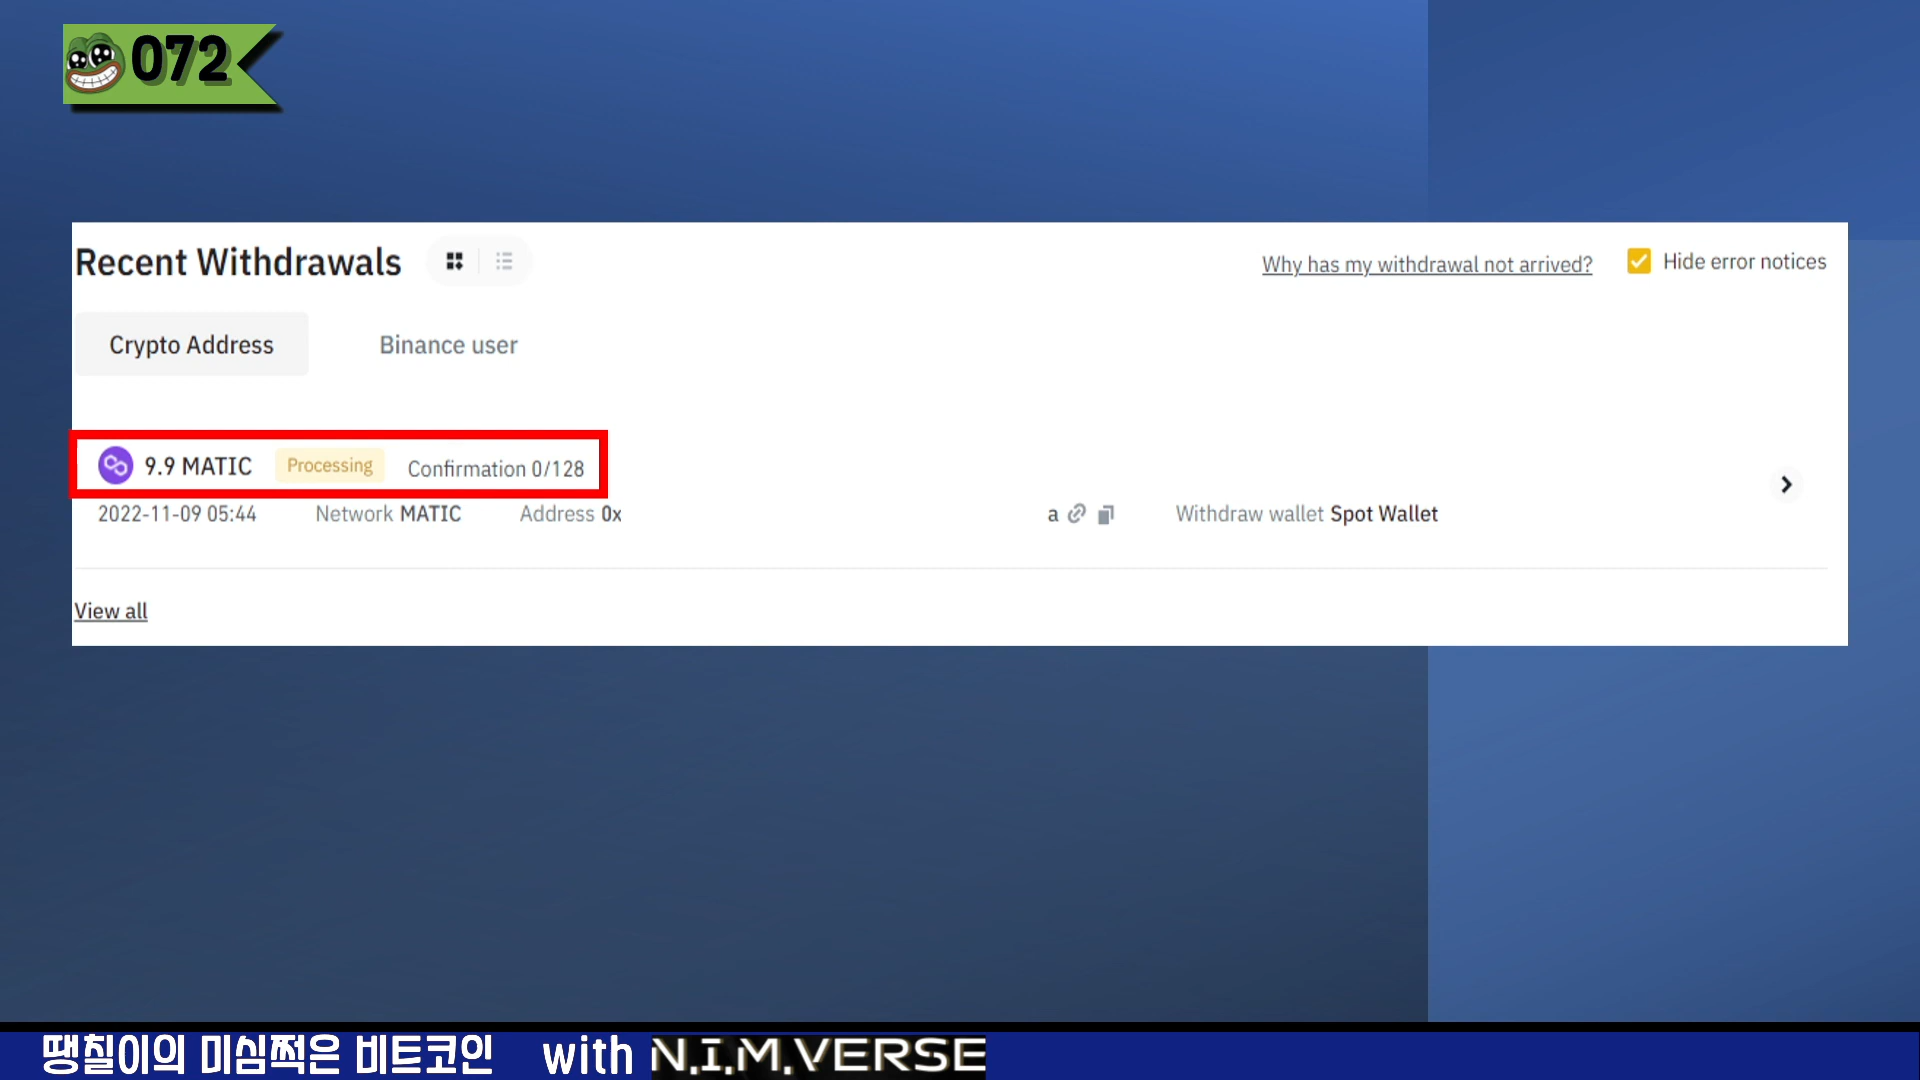 072
Recent Withdrawals
Why has my withdrawal not arrived?
Hide error notices
Crypto Address
Binance user
9.9 MATIC Processing Confirmation 0/128
2022-11-09 05:44 Network MATIC Address 0x a Withdraw wallet Spot Wallet
View all
땡칠이의 미심쩍은 비트코인 with N.I.M.VERSE